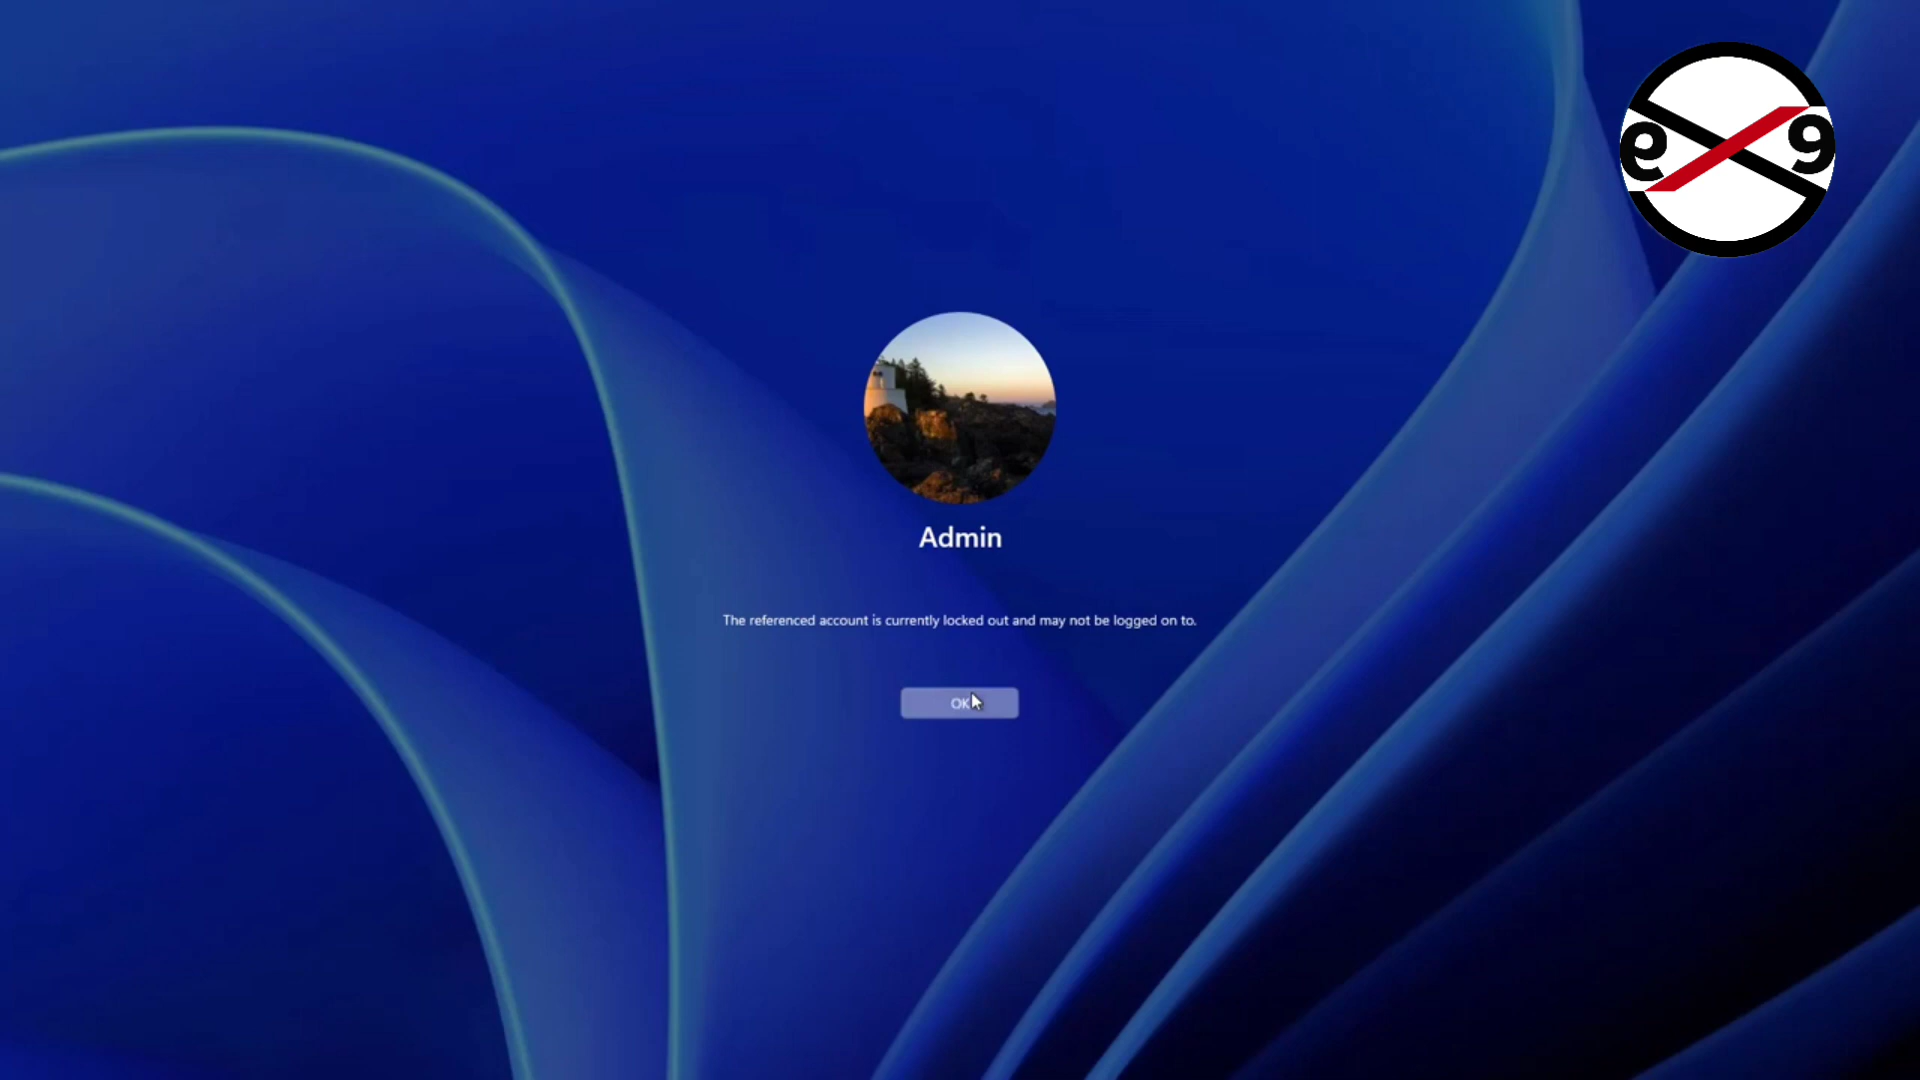 Admin
The referenced account is currently locked out and may not be logged on to.
OK